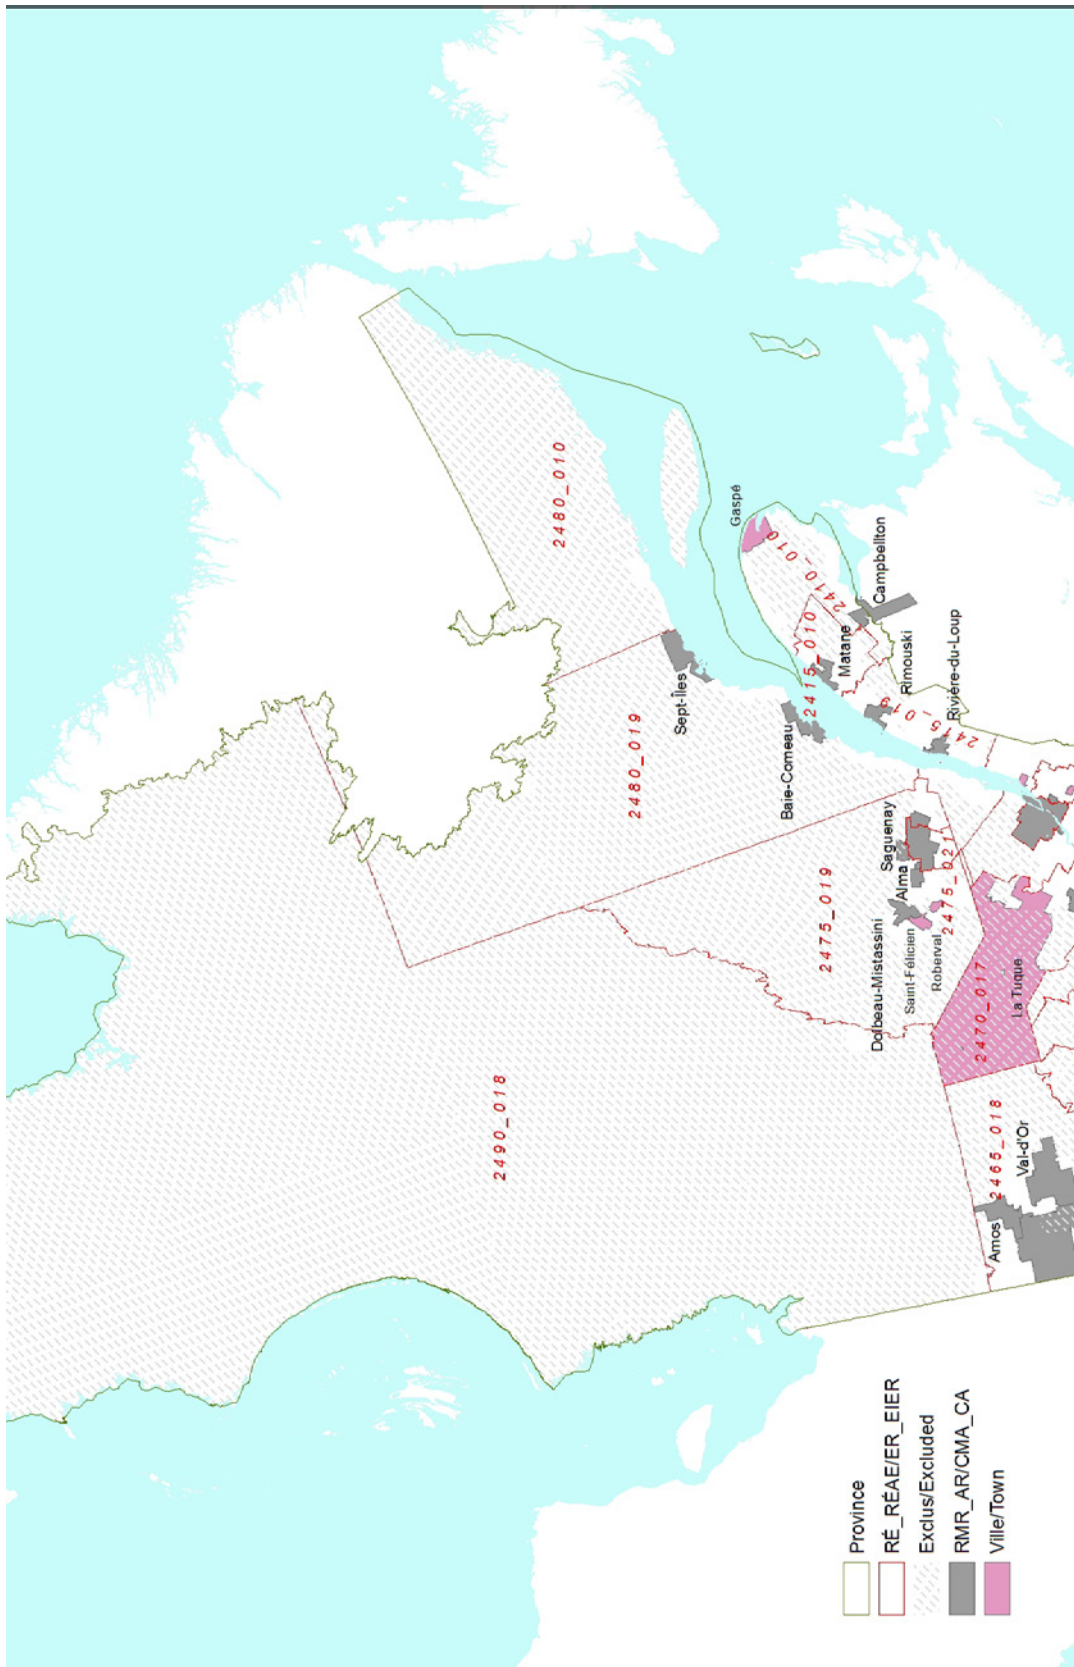 2480_010
Gaspé
2410_010
Campbellton
2415_010
Matane
Sept-Îles
Rimouski
2415_019
Rivière-du-Loup
2480_019
Baie-Comeau
Saguenay
Alma
2475_021
2475_019
Dolbeau-Mistassini
Saint-Félicien
Roberval
2470_017
La Tuque
2490_018
2465_018
Val-d'Or
Amos
Province
RÉ_RÉAE/ER_EIER
Exclus/Excluded
RMR_AR/CMA_CA
Ville/Town